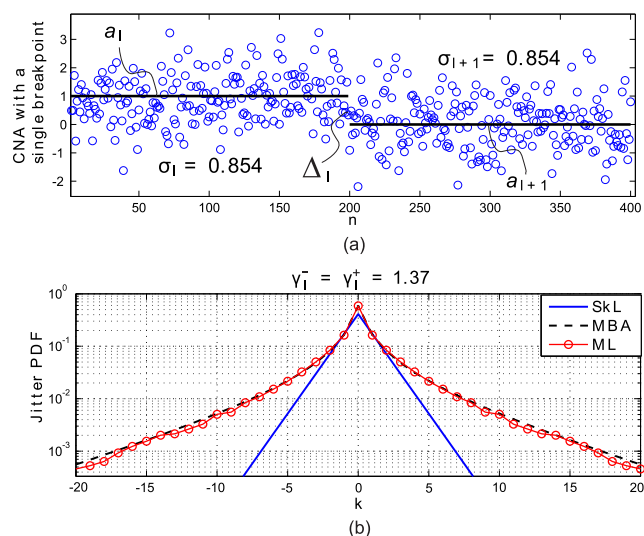 CNA with a
single breakpoint
3
2
1
0
-1
-2
a_l
σ_{l+1} = 0.854
σ_l = 0.854
Δ_l
a_{l+1}
50 100 150 200 250 300 350 400
n
(a)
γ_l^- = γ_l^+ = 1.37
Jitter PDF
10^0
10^{-1}
10^{-2}
10^{-3}
SkL
MBA
ML
-20 -15 -10 -5 0 5 10 15 20
k
(b)